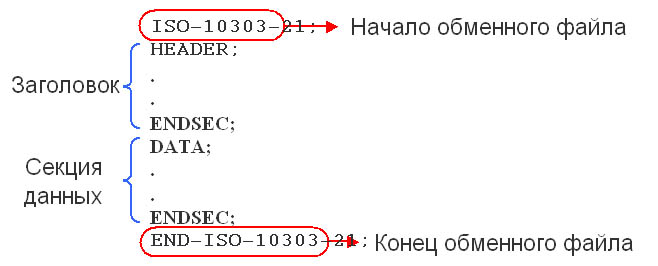 ISO-10303-21; Начало обменного файла
HEADER;
.
Заголовок
.
ENDSEC;
DATA;
Секция
данных
.
.
ENDSEC;
END-ISO-10303-21; Конец обменного файла